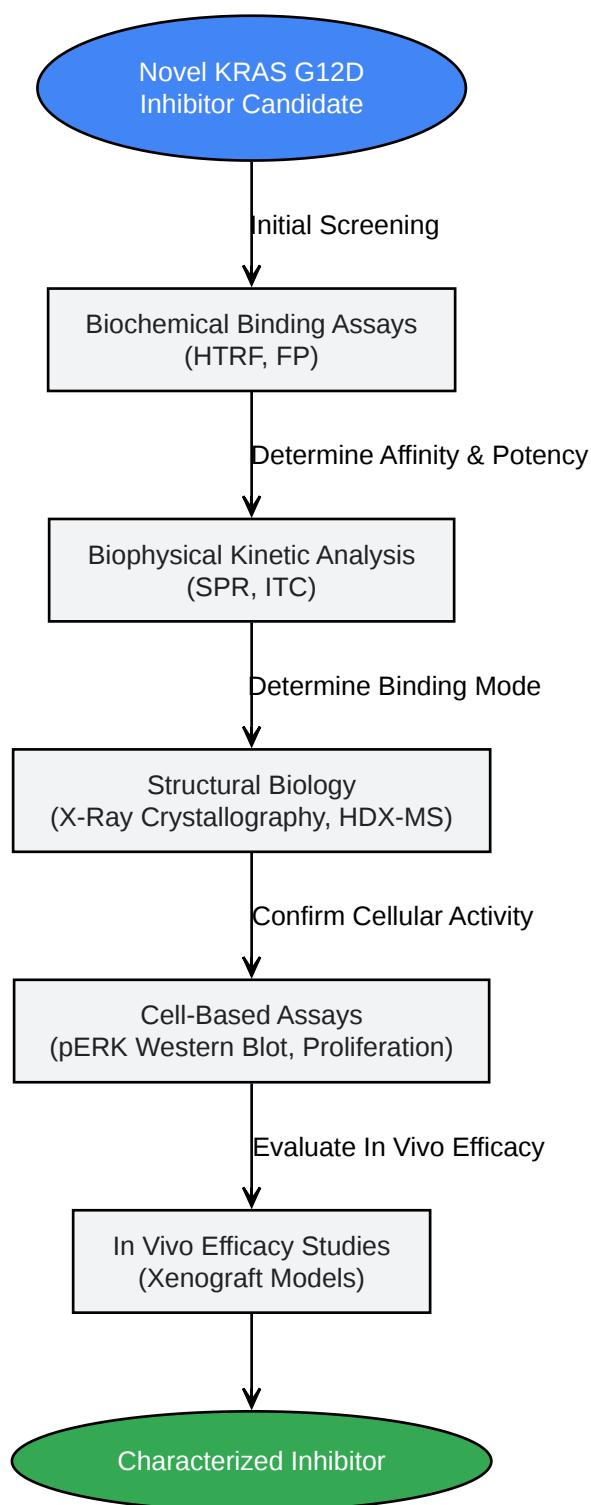 Novel KRAS G12D
Inhibitor Candidate
Initial Screening
Biochemical Binding Assays
(HTRF, FP)
Determine Affinity & Potency
Biophysical Kinetic Analysis
(SPR, ITC)
Determine Binding Mode
Structural Biology
(X-Ray Crystallography, HDX-MS)
Confirm Cellular Activity
Cell-Based Assays
(pERK Western Blot, Proliferation)
Evaluate In Vivo Efficacy
In Vivo Efficacy Studies
(Xenograft Models)
Characterized Inhibitor